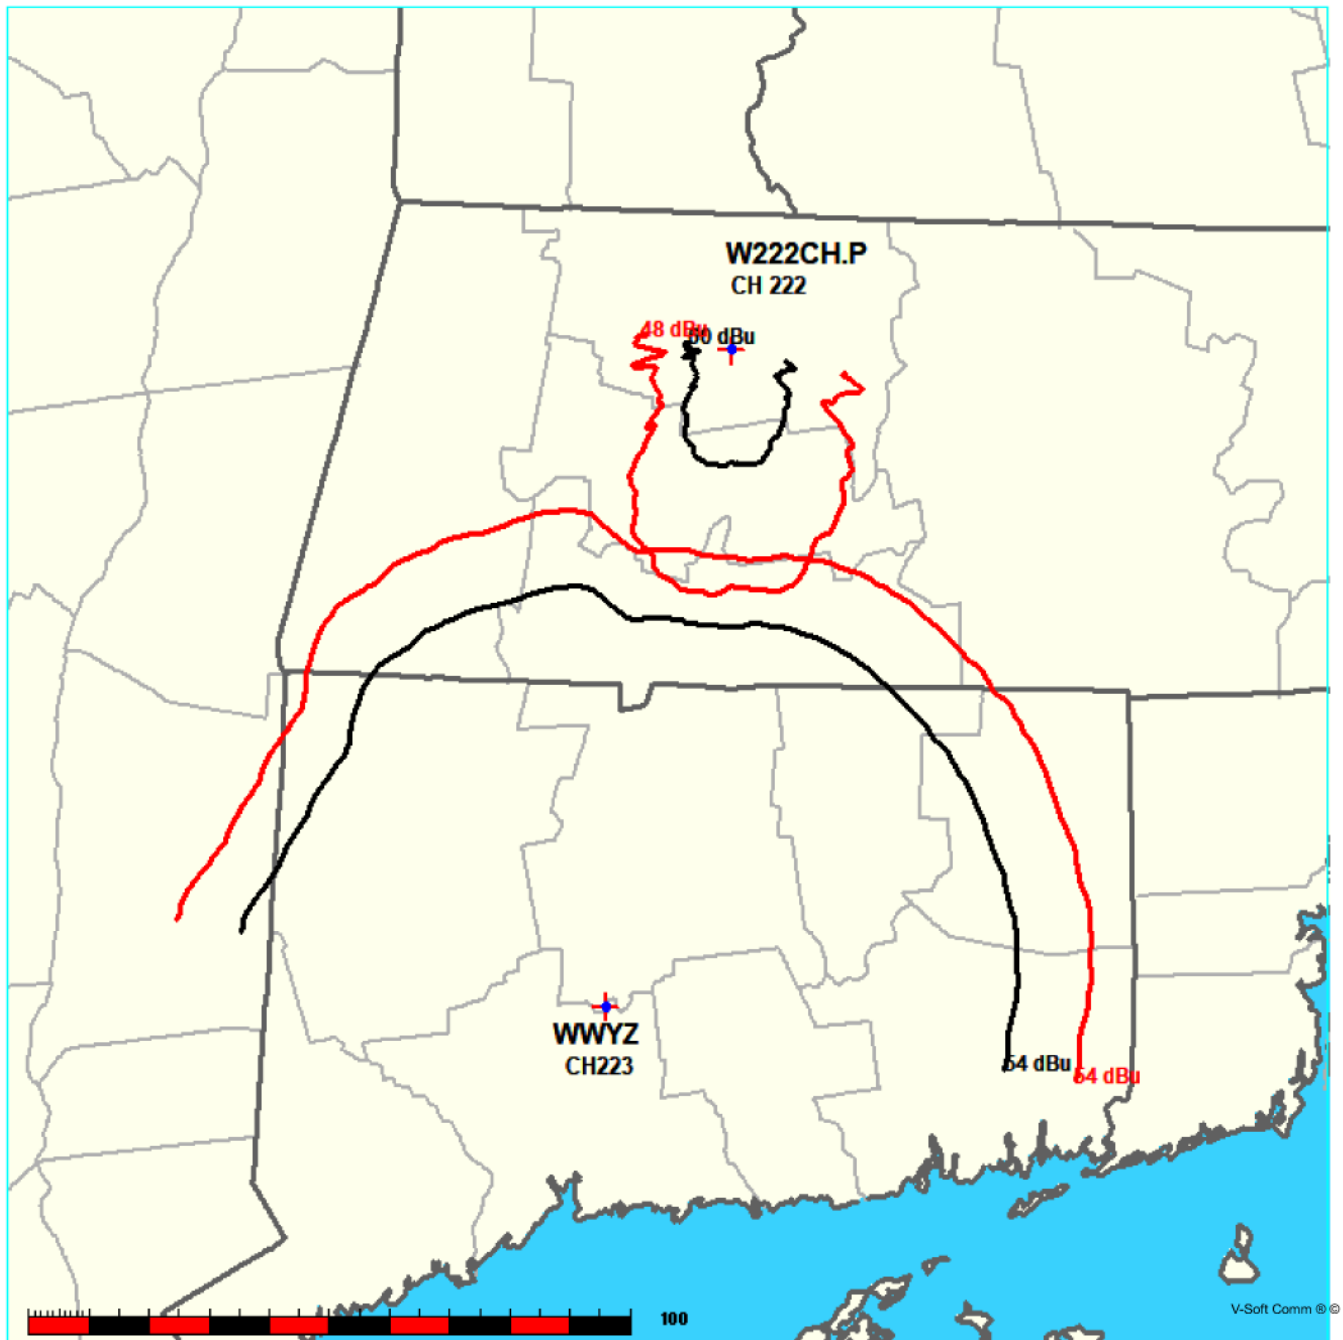 W222CH.P
CH 222
48 dBu
60 dBu
WWYZ
CH223
54 dBu
54 dBu
100
V-Soft Comm ® ©